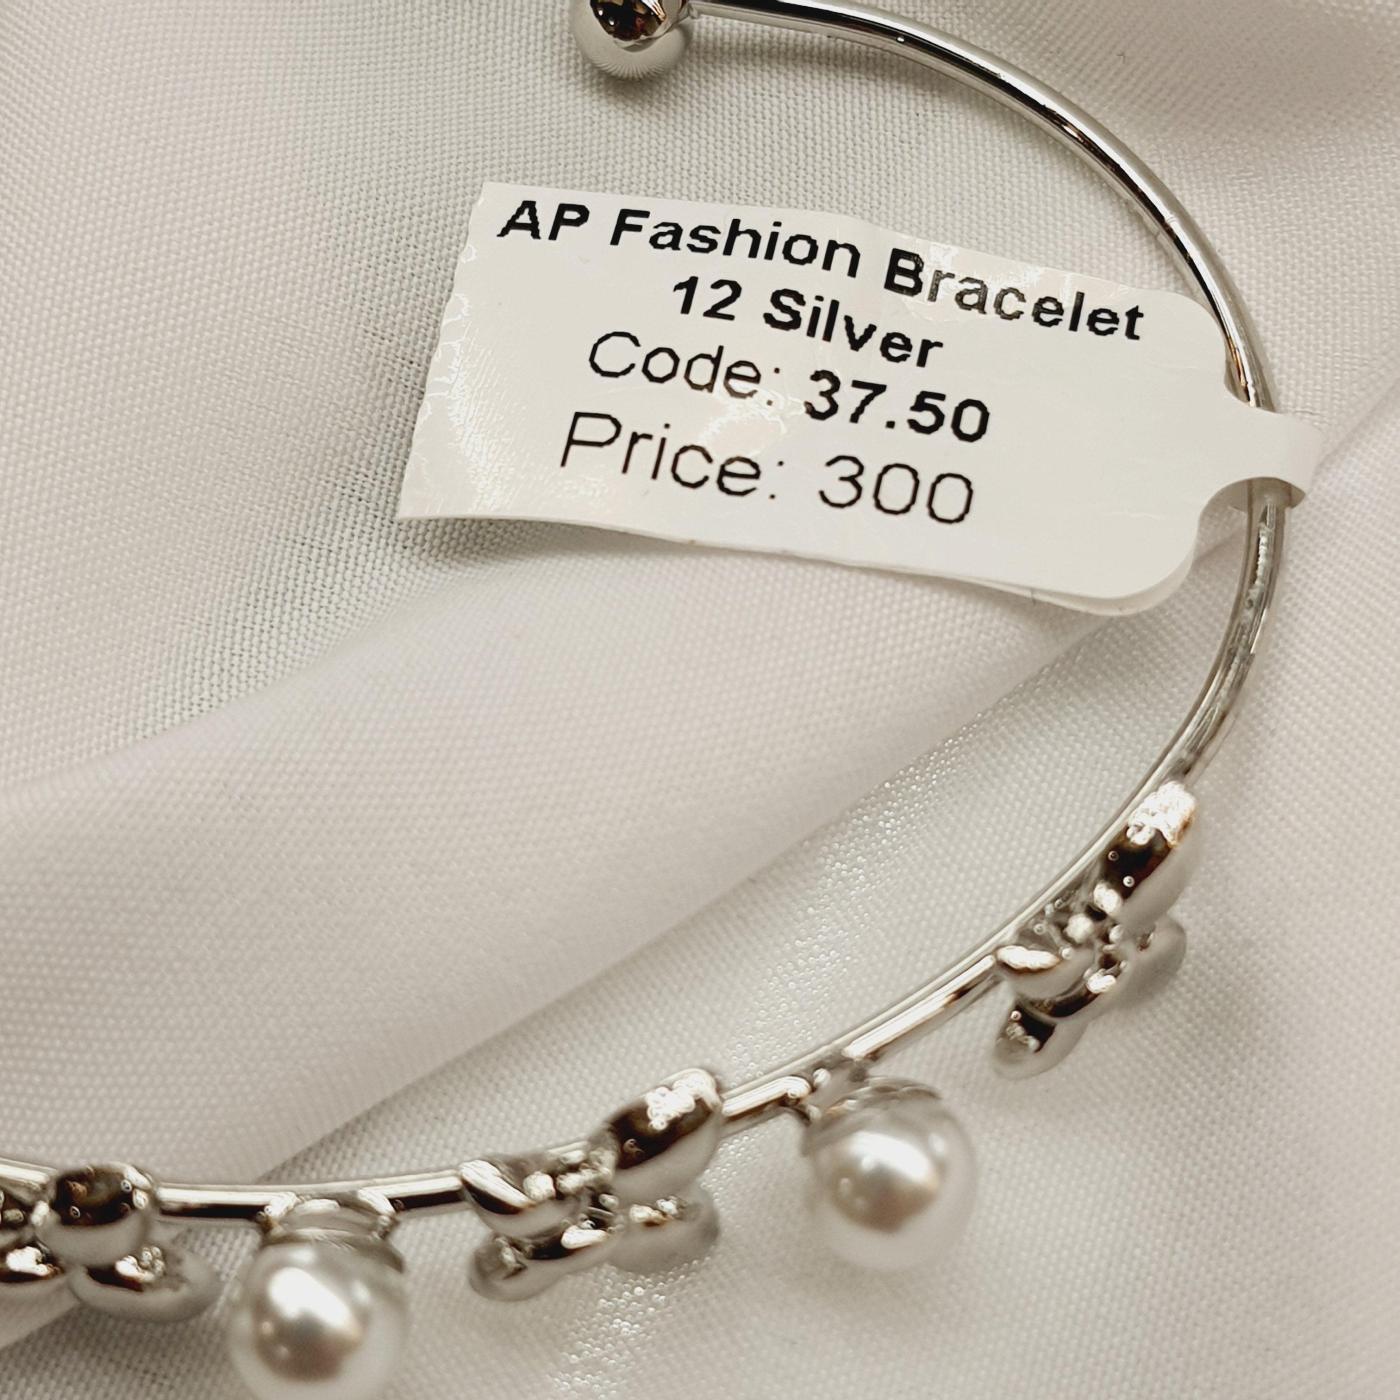 AP Fashion Bracelet
12 Silver
Code: 37.50
Price: 300